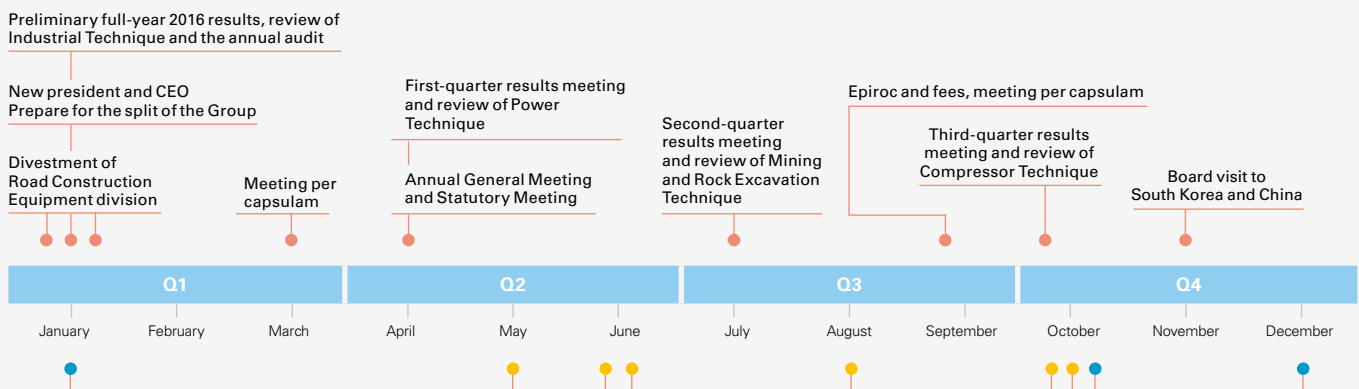 Preliminary full-year 2016 results, review of
Industrial Technique and the annual audit
New president and CEO
Prepare for the split of the Group
Divestment of
Road Construction
Equipment division
Meeting per
capsulam
First-quarter results meeting
and review of Power
Technique
Annual General Meeting
and Statutory Meeting
Second-quarter
results meeting
and review of Mining
and Rock Excavation
Technique
Epiroc and fees, meeting per capsulam
Third-quarter results
meeting and review of
Compressor Technique
Board visit to
South Korea and China
Q1
Q2
Q3
Q4
January
February
March
April
May
June
July
August
September
October
November
December